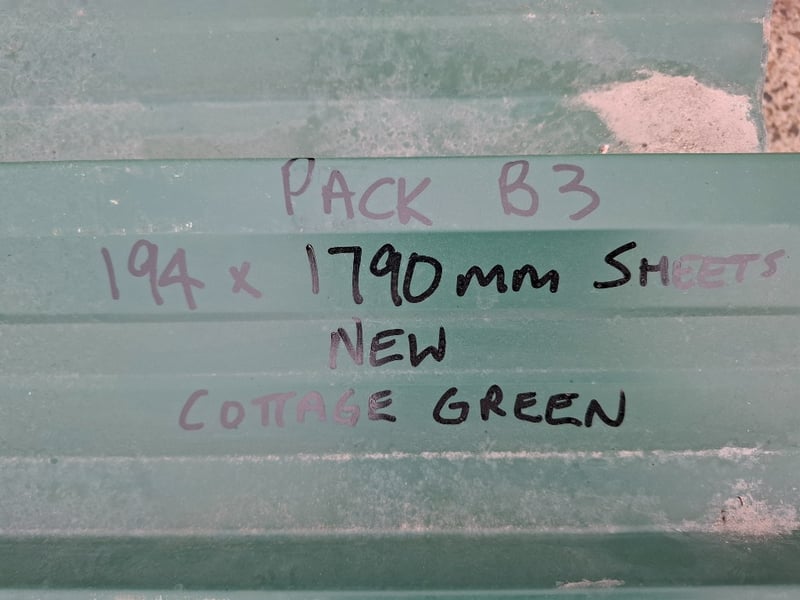 PACK B3
194 x 1790mm SHEETS
NEW
COTTAGE GREEN